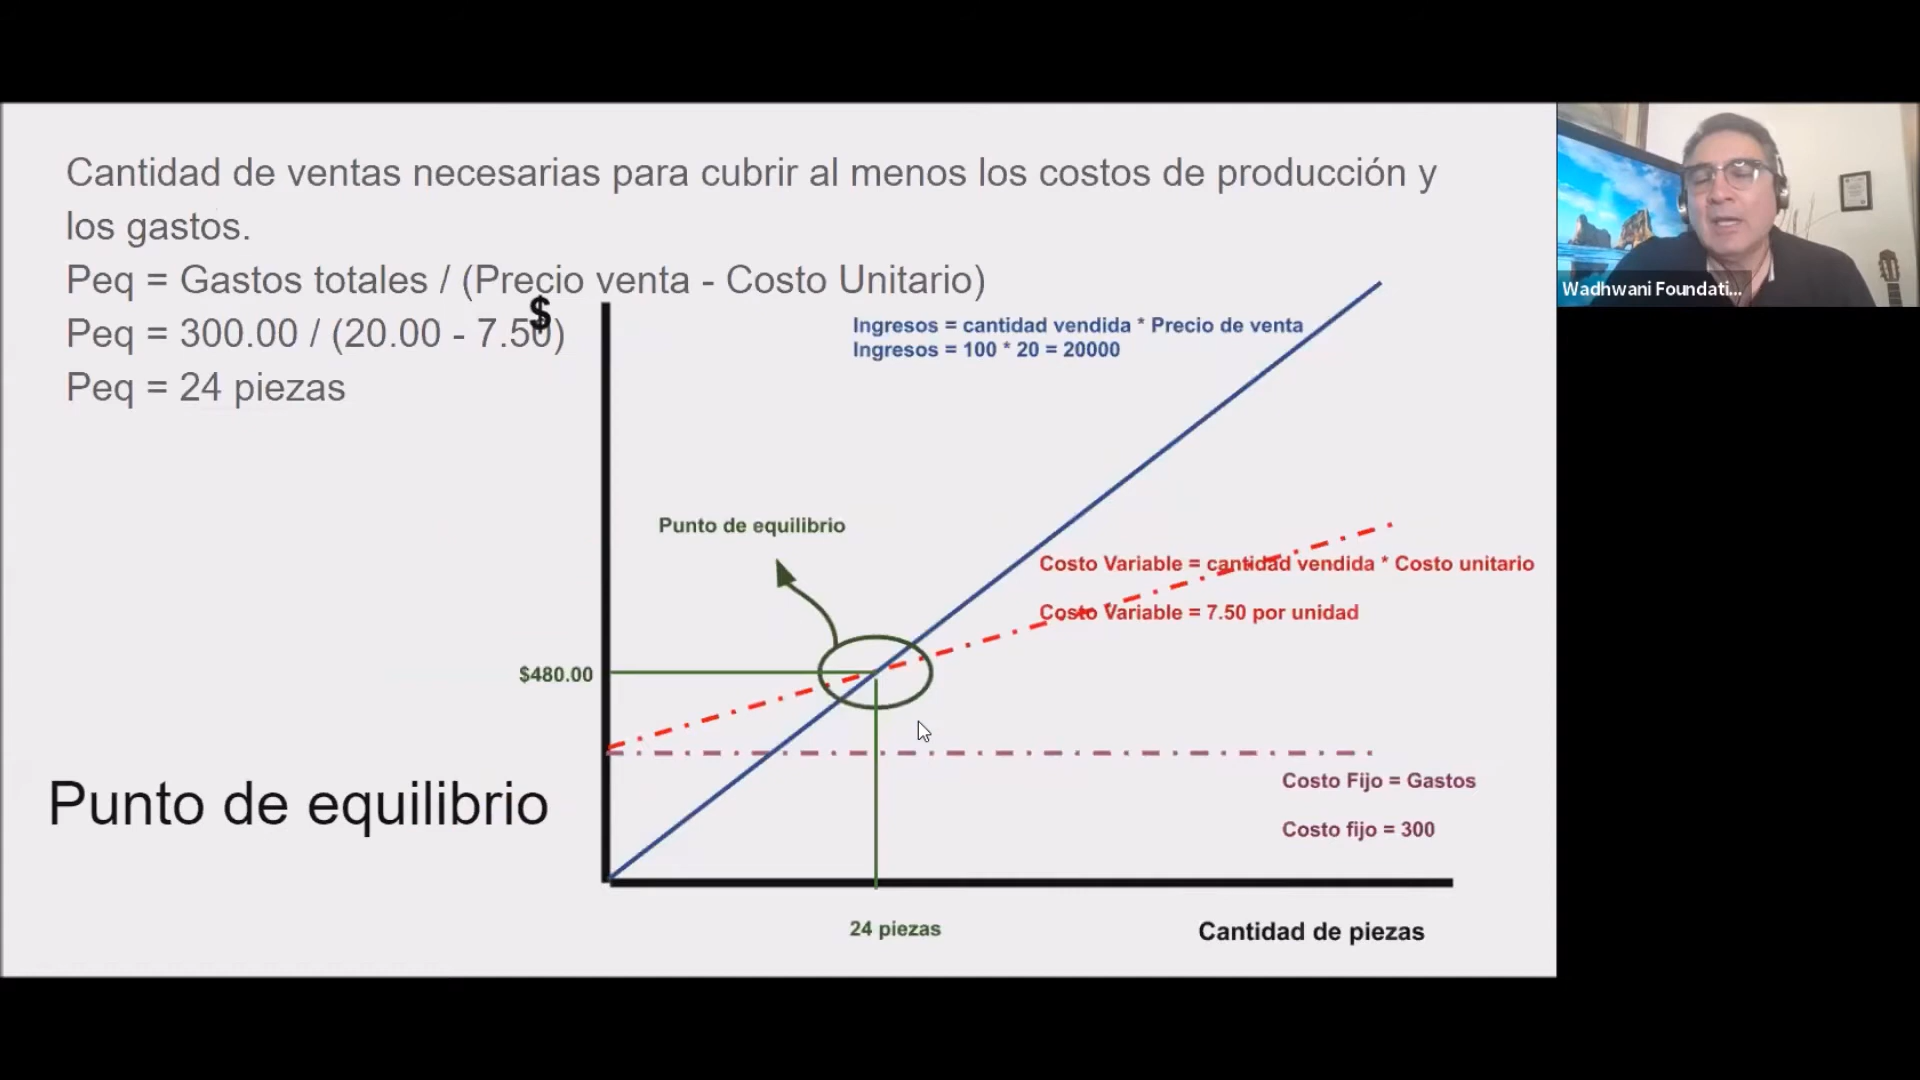 Cantidad de ventas necesarias para cubrir al menos los costos de producción y
los gastos.
Peq = Gastos totales / (Precio venta - Costo Unitario)
Peq = 300.00 / (20.00 - 7.50)
Peq = 24 piezas
$
Ingresos = cantidad vendida * Precio de venta
Ingresos = 100 * 20 = 20000
Punto de equilibrio
Costo Variable = cantidad vendida * Costo unitario
Costo Variable = 7.50 por unidad
$480.00
Costo Fijo = Gastos
Costo fijo = 300
Punto de equilibrio
24 piezas
Cantidad de piezas
Wadhwani Foundati...